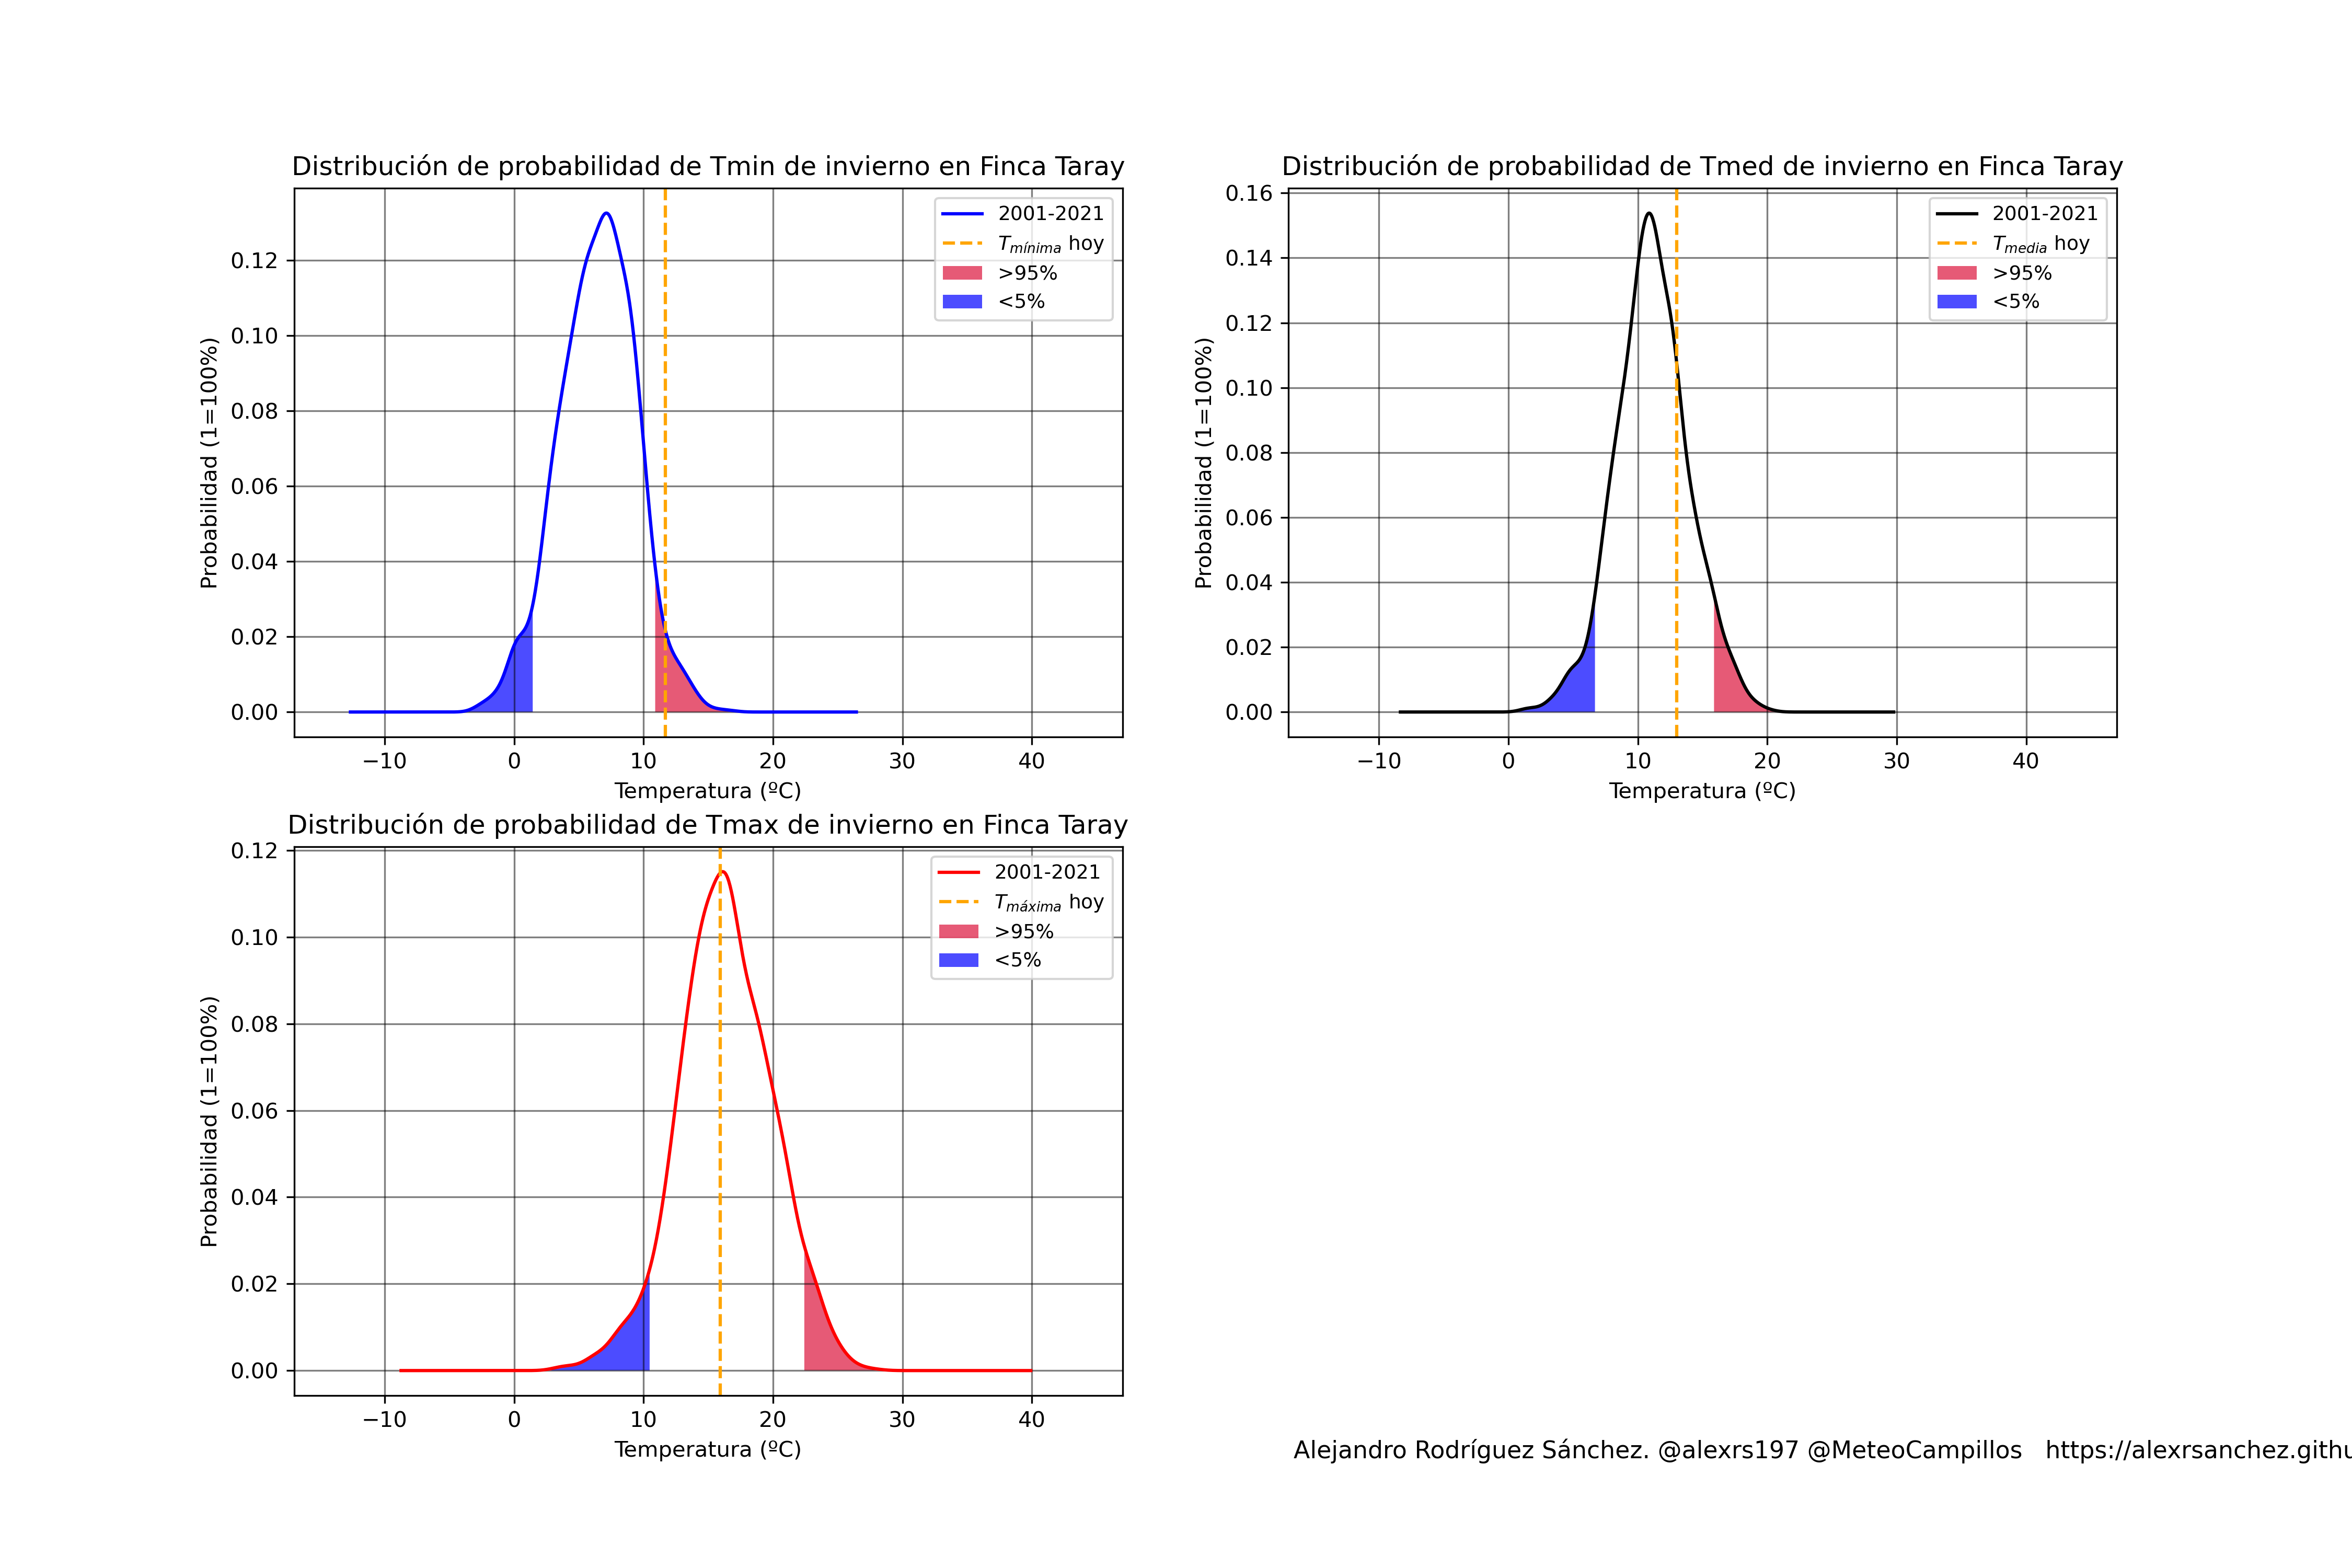 Distribución de probabilidad de Tmin de invierno en Finca Taray
Probabilidad (1=100%)
0.12
0.10
0.08
0.06
0.04
0.02
0.00
−10 0 10 20 30 40
Temperatura (ºC)
2001-2021
Tmínima hoy
>95%
<5%
Distribución de probabilidad de Tmed de invierno en Finca Taray
Probabilidad (1=100%)
0.16
0.14
0.12
0.10
0.08
0.06
0.04
0.02
0.00
−10 0 10 20 30 40
Temperatura (ºC)
2001-2021
Tmedia hoy
>95%
<5%
Distribución de probabilidad de Tmax de invierno en Finca Taray
Probabilidad (1=100%)
0.12
0.10
0.08
0.06
0.04
0.02
0.00
−10 0 10 20 30 40
Temperatura (ºC)
2001-2021
Tmáxima hoy
>95%
<5%
Alejandro Rodríguez Sánchez. @alexrs197 @MeteoCampillos https://alexrsanchez.githu